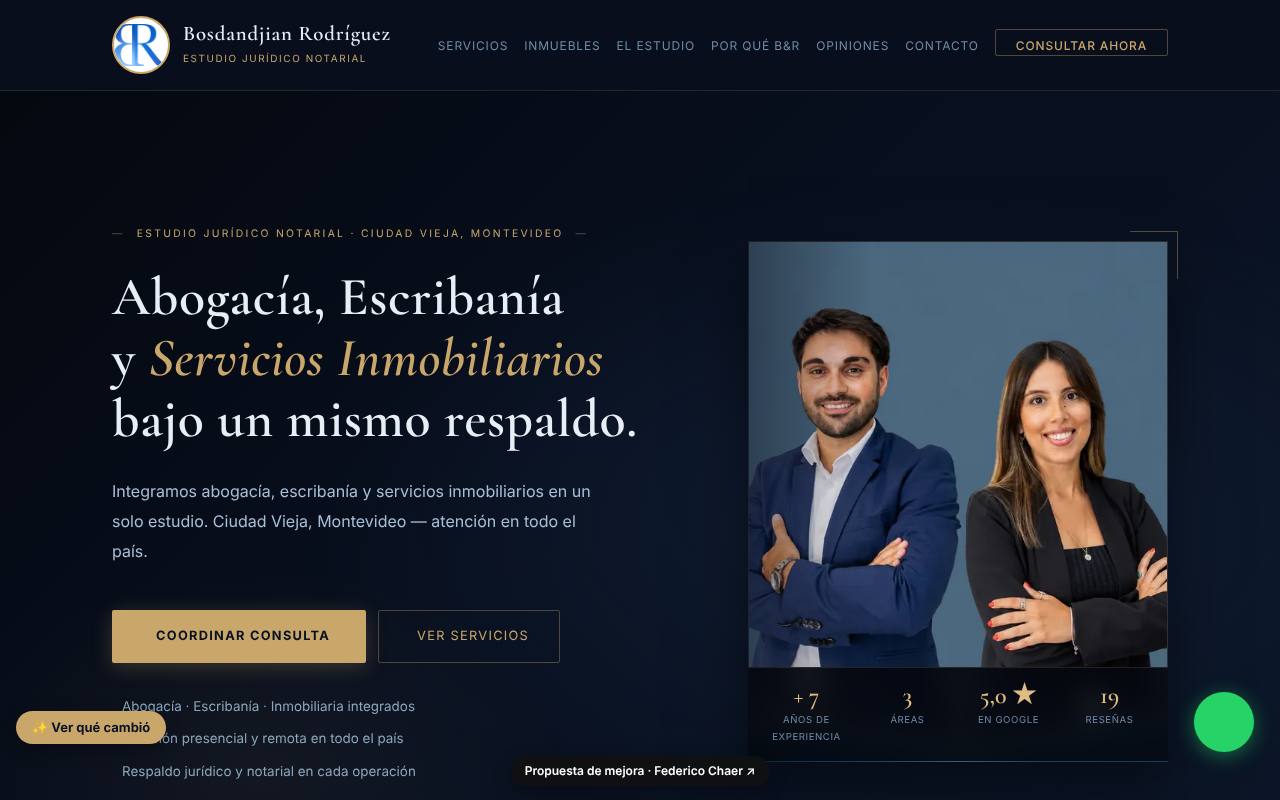 BR
Bosdandjian Rodríguez
ESTUDIO JURÍDICO NOTARIAL
SERVICIOS
INMUEBLES
EL ESTUDIO
POR QUÉ B&R
OPINIONES
CONTACTO
CONSULTAR AHORA
— ESTUDIO JURÍDICO NOTARIAL · CIUDAD VIEJA, MONTEVIDEO —
Abogacía, Escribanía
y Servicios Inmobiliarios
bajo un mismo respaldo.
Integramos abogacía, escribanía y servicios inmobiliarios en un
solo estudio. Ciudad Vieja, Montevideo — atención en todo el
país.
COORDINAR CONSULTA
VER SERVICIOS
Abogacía · Escribanía · Inmobiliaria integrados
presencial y remota en todo el país
Respaldo jurídico y notarial en cada operación
✨ Ver qué cambió
+7
AÑOS DE
EXPERIENCIA
3
ÁREAS
5,0 ★
EN GOOGLE
19
RESEÑAS
Propuesta de mejora · Federico Chaer ↗